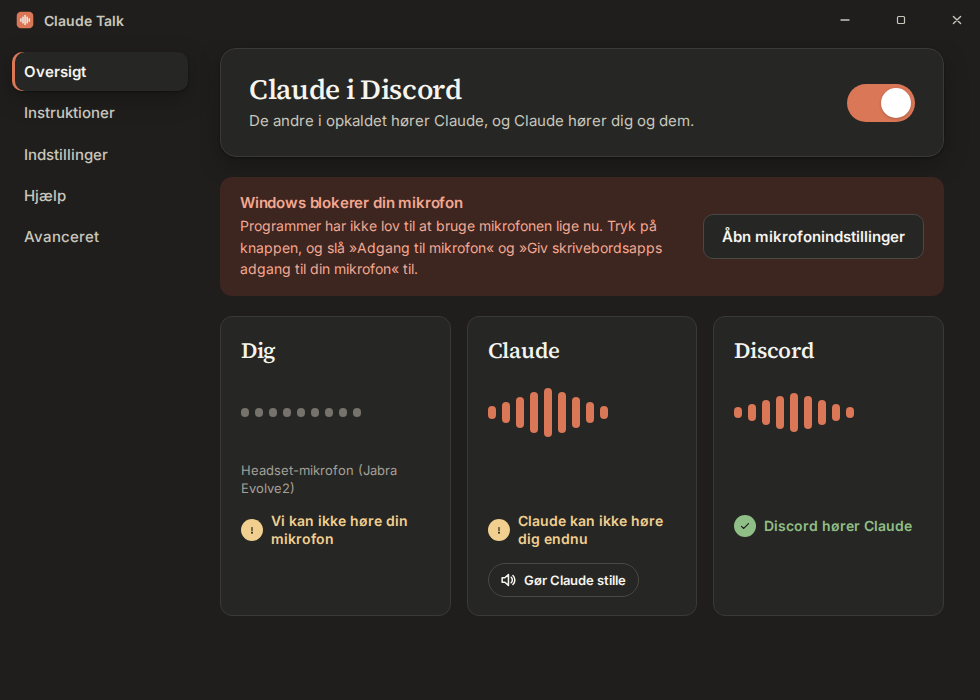 Claude Talk
Oversigt
Instruktioner
Indstillinger
Hjælp
Avanceret
Claude i Discord
De andre i opkaldet hører Claude, og Claude hører dig og dem.
Windows blokerer din mikrofon
Programmer har ikke lov til at bruge mikrofonen lige nu. Tryk på
knappen, og slå »Adgang til mikrofon« og »Giv skrivebordsapps
adgang til din mikrofon« til.
Åbn mikrofonindstillinger
Dig
Headset-mikrofon (Jabra
Evolve2)
Vi kan ikke høre din
mikrofon
Claude
Claude kan ikke høre
dig endnu
Gør Claude stille
Discord
Discord hører Claude